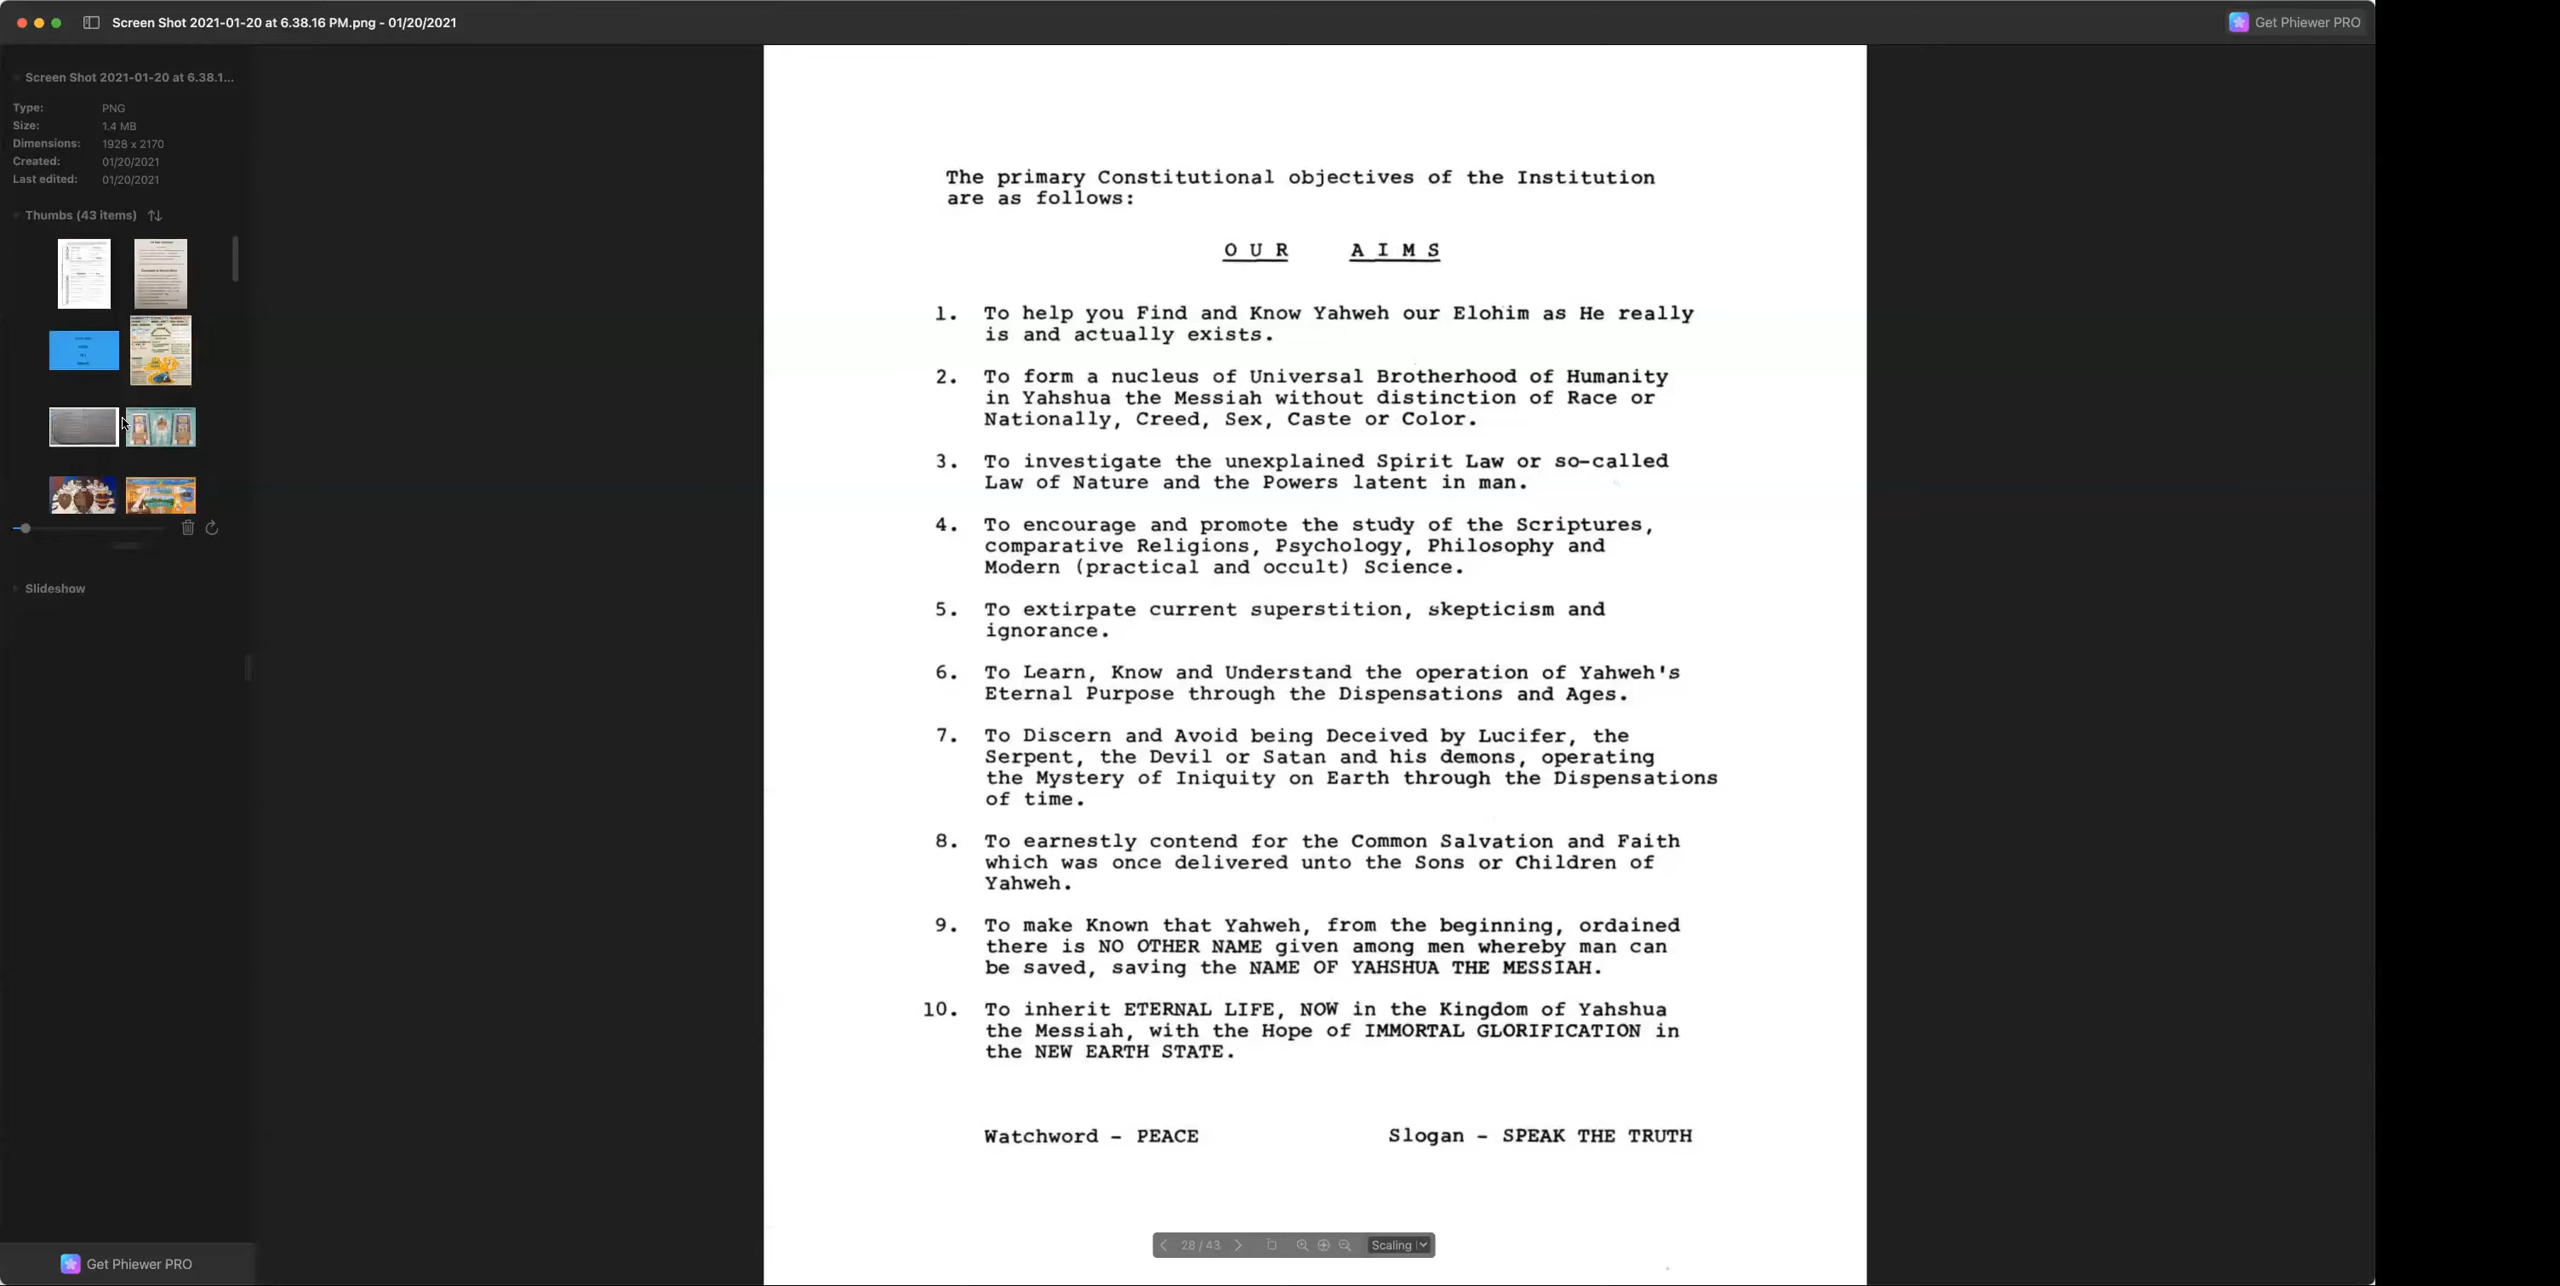 Screen Shot 2021-01-20 at 6.38.16 PM.png - 01/20/2021
Get Phiewer PRO
Screen Shot 2021-01-20 at 6.38.1...
Type: PNG
Size: 1.4 MB
Dimensions: 1928 x 2170
Created: 01/20/2021
Last edited: 01/20/2021
Thumbs (43 items)
Slideshow
Get Phiewer PRO
The primary Constitutional objectives of the Institution
are as follows:
OUR AIMS
1. To help you Find and Know Yahweh our Elohim as He really
is and actually exists.
2. To form a nucleus of Universal Brotherhood of Humanity
in Yahshua the Messiah without distinction of Race or
Nationally, Creed, Sex, Caste or Color.
3. To investigate the unexplained Spirit Law or so-called
Law of Nature and the Powers latent in man.
4. To encourage and promote the study of the Scriptures,
comparative Religions, Psychology, Philosophy and
Modern (practical and occult) Science.
5. To extirpate current superstition, skepticism and
ignorance.
6. To Learn, Know and Understand the operation of Yahweh's
Eternal Purpose through the Dispensations and Ages.
7. To Discern and Avoid being Deceived by Lucifer, the
Serpent, the Devil or Satan and his demons, operating
the Mystery of Iniquity on Earth through the Dispensations
of time.
8. To earnestly contend for the Common Salvation and Faith
which was once delivered unto the Sons or Children of
Yahweh.
9. To make Known that Yahweh, from the beginning, ordained
there is NO OTHER NAME given among men whereby man can
be saved, saving the NAME OF YAHSHUA THE MESSIAH.
10. To inherit ETERNAL LIFE, NOW in the Kingdom of Yahshua
the Messiah, with the Hope of IMMORTAL GLORIFICATION in
the NEW EARTH STATE.
Watchword - PEACE Slogan - SPEAK THE TRUTH
28 / 43 Scaling